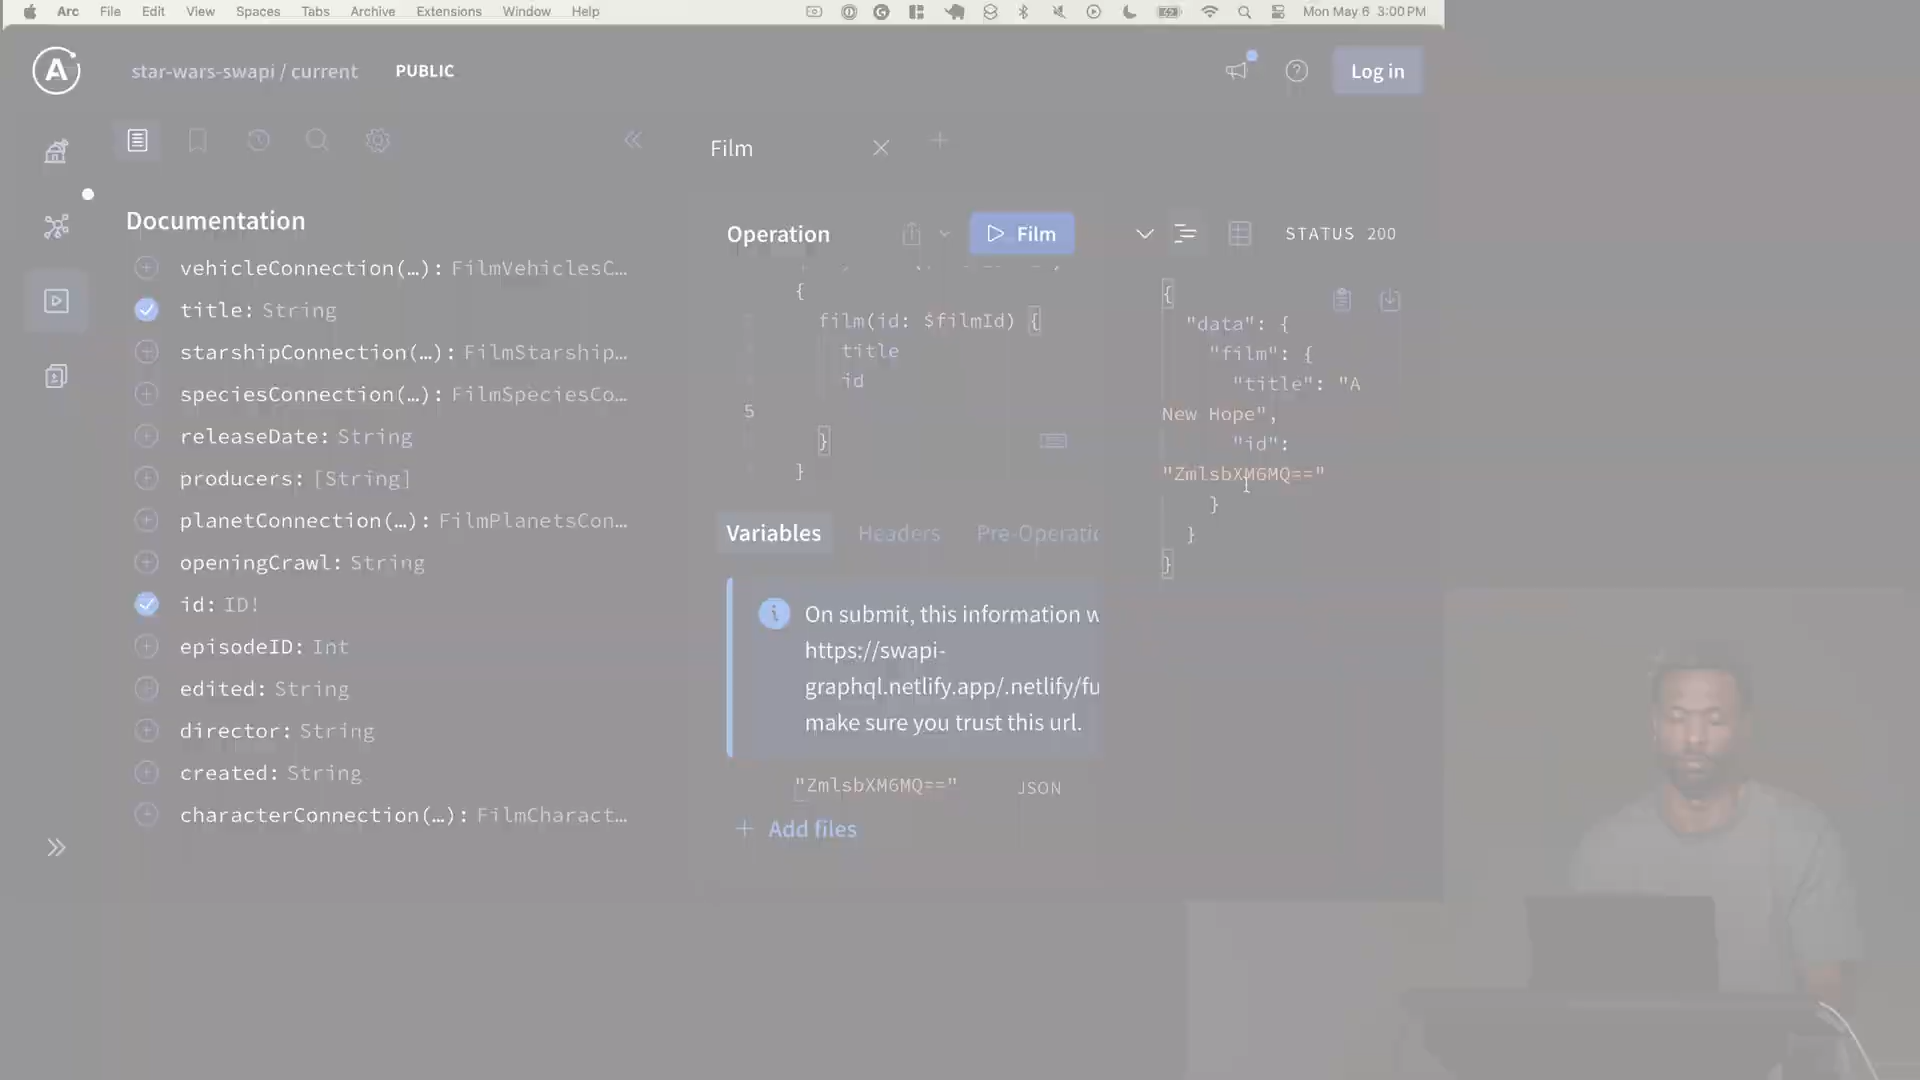 Arc File Edit View Spaces Tabs Archive Extensions Window Help Mon May 6 3:00 PM
star-wars-swapi / current PUBLIC Log in
Film
Documentation
vehicleConnection(…): FilmVehiclesC…
title: String
starshipConnection(…): FilmStarship…
speciesConnection(…): FilmSpeciesCo…
releaseDate: String
producers: [String]
planetConnection(…): FilmPlanetsCon…
openingCrawl: String
id: ID!
episodeID: Int
edited: String
director: String
created: String
characterConnection(…): FilmCharact…
Operation Film
{
film(id: $filmId) {
title
id
5
}
}
Variables Headers Pre-Operatio
On submit, this information w
https://swapi-
graphql.netlify.app/.netlify/fu
make sure you trust this url.
"ZmlsbXM6MQ==" JSON
+ Add files
STATUS 200
{
"data": {
"film": {
"title": "A
New Hope",
"id":
"ZmlsbXM6MQ=="
}
}
}